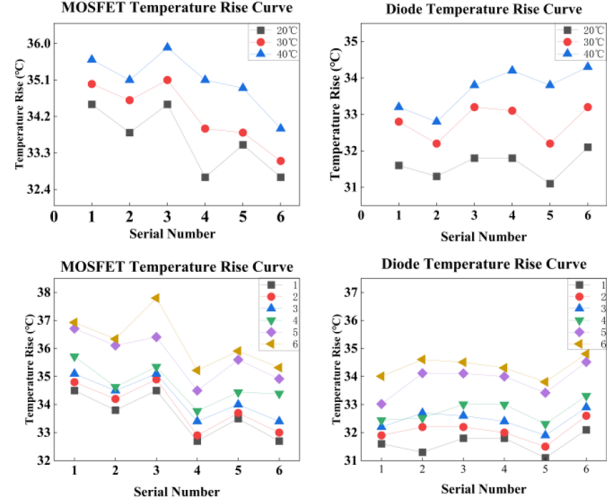 MOSFET Temperature Rise Curve
20℃
30℃
40℃
36.0
35.1
34.2
33.3
32.4
Temperature Rise (℃)
0 1 2 3 4 5 6
Serial Number
Diode Temperature Rise Curve
20℃
30℃
40℃
35
34
33
32
31
Temperature Rise (℃)
0 1 2 3 4 5 6
Serial Number
MOSFET Temperature Rise Curve
1
2
3
4
5
6
38
37
36
35
34
33
32
31
Temperature Rise (℃)
1 2 3 4 5 6
Serial Number
Diode Temperature Rise Curve
1
2
3
4
5
6
37
36
35
34
33
32
31
Temperature Rise (℃)
1 2 3 4 5 6
Serial Number